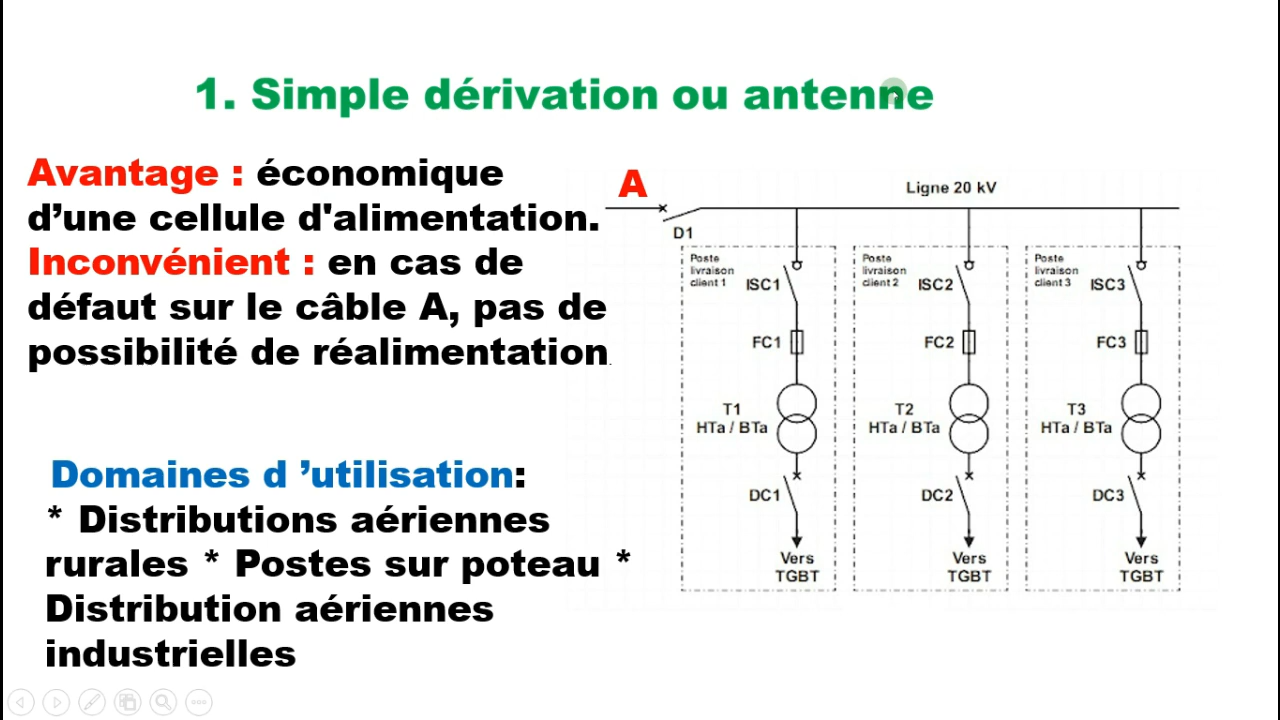 1. Simple dérivation ou antenne
Avantage : économique
d’une cellule d'alimentation.
Inconvénient : en cas de
défaut sur le câble A, pas de
possibilité de réalimentation.
Domaines d ’utilisation:
* Distributions aériennes
rurales * Postes sur poteau *
Distribution aériennes
industrielles
A
Ligne 20 kV
D1
Poste
livraison
client 1
ISC1
FC1
T1
HTa / BTa
DC1
Vers
TGBT
Poste
livraison
client 2
ISC2
FC2
T2
HTa / BTa
DC2
Vers
TGBT
Poste
livraison
client 3
ISC3
FC3
T3
HTa / BTa
DC3
Vers
TGBT